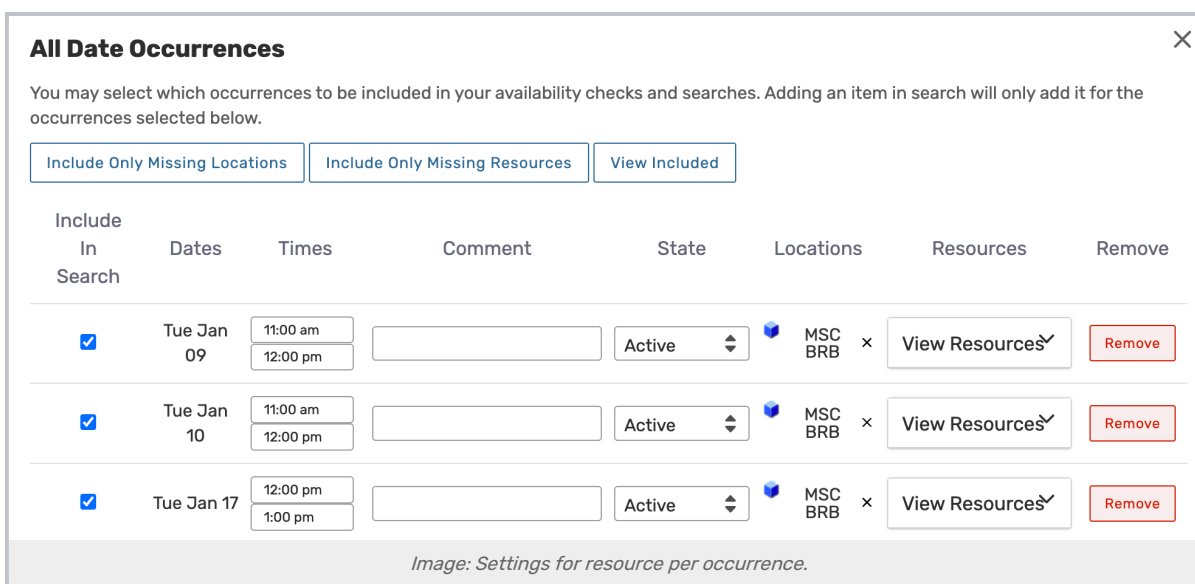 All Date Occurrences
You may select which occurrences to be included in your availability checks and searches. Adding an item in search will only add it for the
occurrences selected below.
Include Only Missing Locations Include Only Missing Resources View Included
Include
In
Search
Dates Times Comment State Locations Resources Remove
Tue Jan
09
11:00 am
12:00 pm
Active
MSC
BRB
×
View Resources
Remove
Tue Jan
10
11:00 am
12:00 pm
Active
MSC
BRB
×
View Resources
Remove
Tue Jan 17
12:00 pm
1:00 pm
Active
MSC
BRB
×
View Resources
Remove
Image: Settings for resource per occurrence.